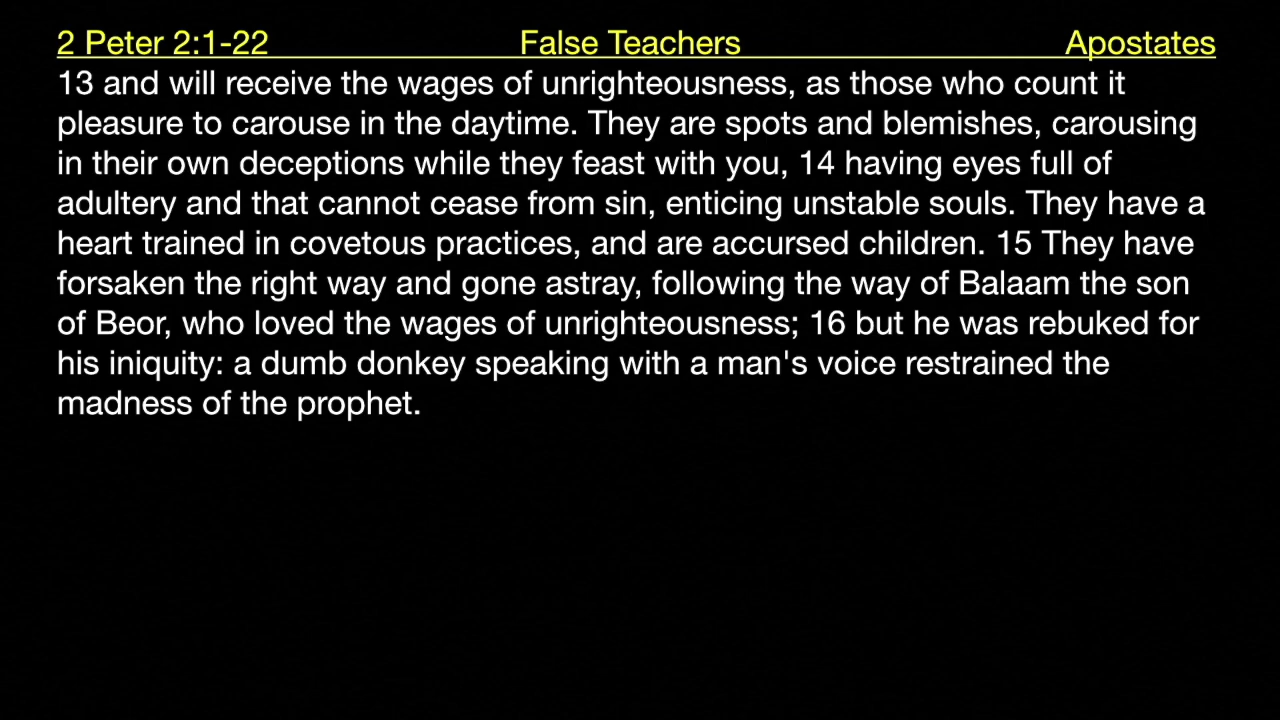 2 Peter 2:1-22 False Teachers Apostates
13 and will receive the wages of unrighteousness, as those who count it
pleasure to carouse in the daytime. They are spots and blemishes, carousing
in their own deceptions while they feast with you, 14 having eyes full of
adultery and that cannot cease from sin, enticing unstable souls. They have a
heart trained in covetous practices, and are accursed children. 15 They have
forsaken the right way and gone astray, following the way of Balaam the son
of Beor, who loved the wages of unrighteousness; 16 but he was rebuked for
his iniquity: a dumb donkey speaking with a man's voice restrained the
madness of the prophet.